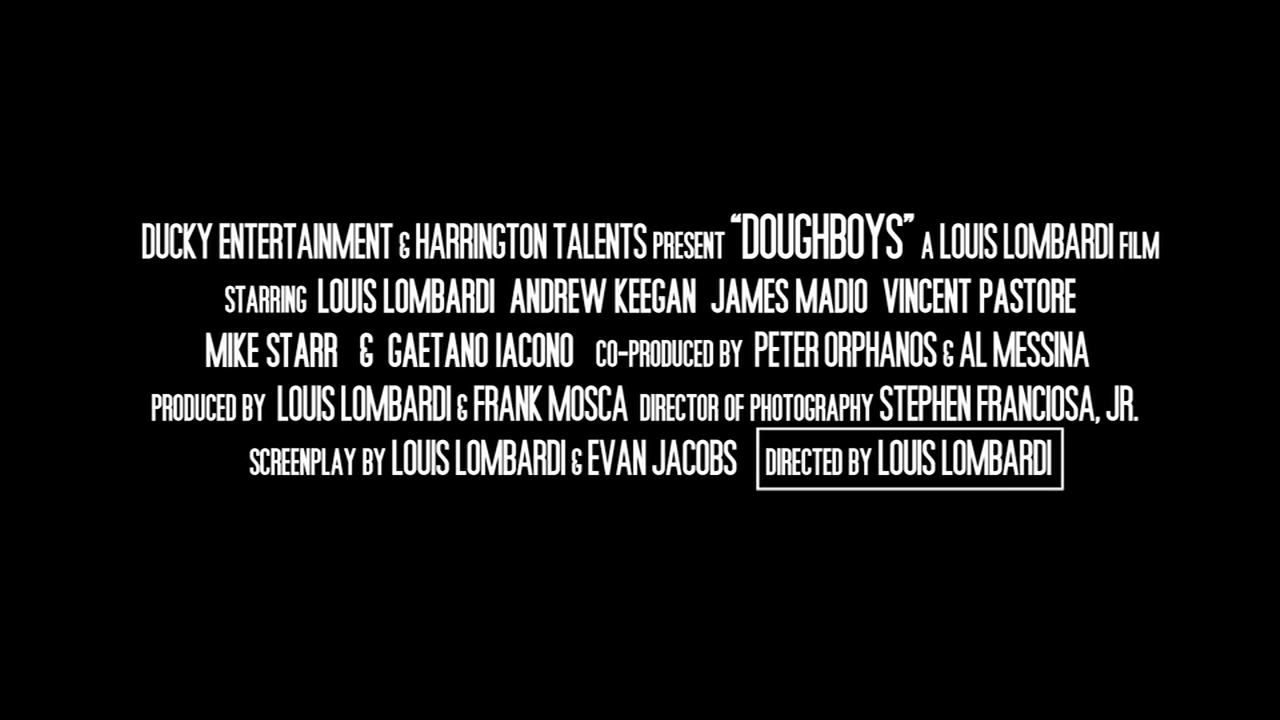 DUCKY ENTERTAINMENT & HARRINGTON TALENTS PRESENT “DOUGHBOYS” A LOUIS LOMBARDI FILM
STARRING LOUIS LOMBARDI ANDREW KEEGAN JAMES MADIO VINCENT PASTORE
MIKE STARR & GAETANO IACONO CO-PRODUCED BY PETER ORPHANOS & AL MESSINA
PRODUCED BY LOUIS LOMBARDI & FRANK MOSCA DIRECTOR OF PHOTOGRAPHY STEPHEN FRANCIOSA, JR.
SCREENPLAY BY LOUIS LOMBARDI & EVAN JACOBS DIRECTED BY LOUIS LOMBARDI